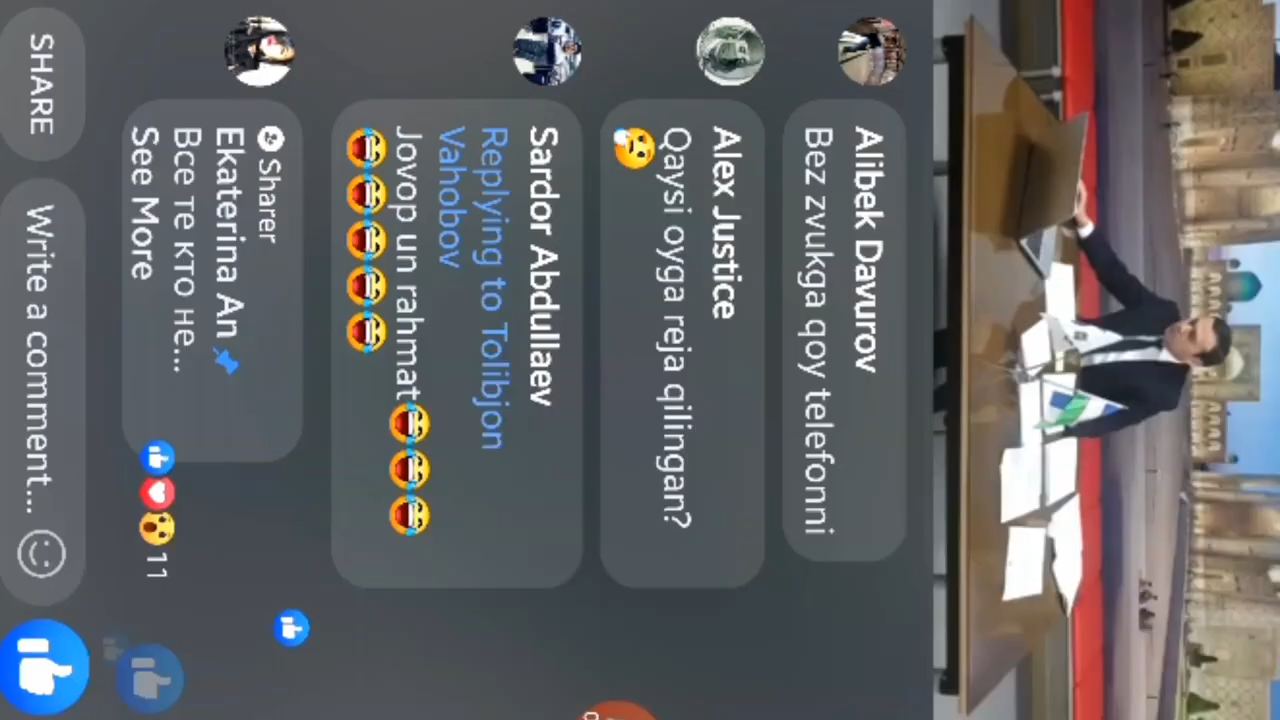 Alibek Davurov
Bez zvukga qoy telefonni
Alex Justice
Qaysi oyga reja qilingan?
🤔
Sardor Abdullaev
Replying to Tolibjon
Vahobov
Jovop un rahmat😂😂😂
😂😂😂😂😂
Sharer
Ekaterina An
Все те кто не...
See More
11
SHARE
Write a comment...